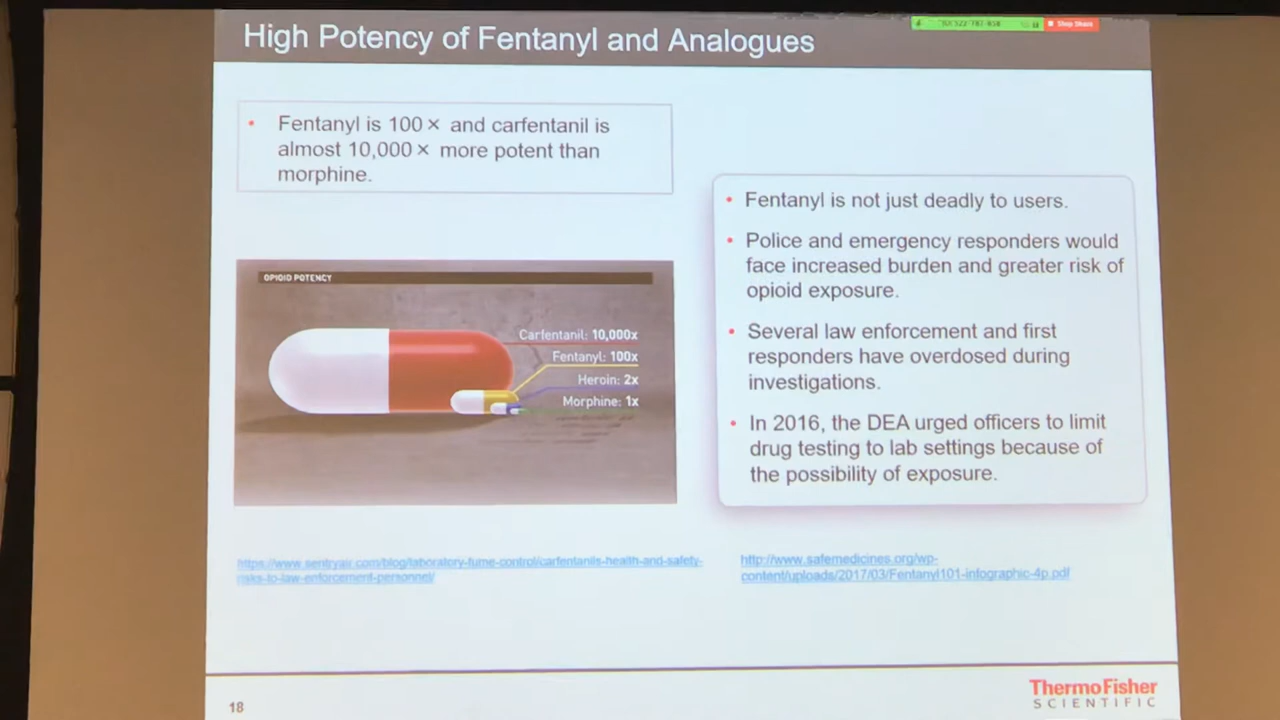 High Potency of Fentanyl and Analogues
Stop Share
• Fentanyl is 100× and carfentanil is
almost 10,000× more potent than
morphine.
OPIOID POTENCY
Carfentanil: 10,000x
Fentanyl: 100x
Heroin: 2x
Morphine: 1x
• Fentanyl is not just deadly to users.
• Police and emergency responders would
face increased burden and greater risk of
opioid exposure.
• Several law enforcement and first
responders have overdosed during
investigations.
• In 2016, the DEA urged officers to limit
drug testing to lab settings because of
the possibility of exposure.
https://www.sentryair.com/blog/laboratory-fume-control/carfentanils-health-and-safety-
risks-to-law-enforcement-personnel/
http://www.safemedicines.org/wp-
content/uploads/2017/03/Fentanyl101-infographic-4p.pdf
18
ThermoFisher
SCIENTIFIC